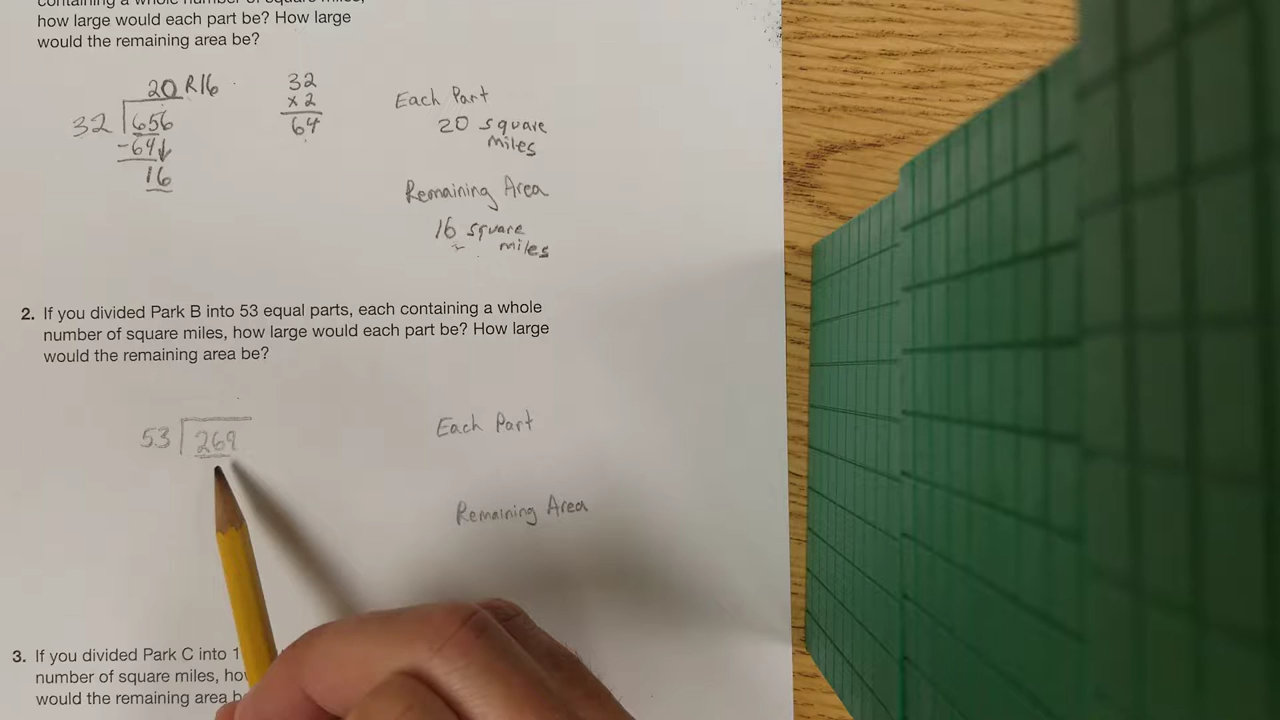 how large would each part be? How large
would the remaining area be?
20 R16
32 656
-64
16
32
x 2
64
Each Part
20 square
miles
Remaining Area
16 square
miles
2. If you divided Park B into 53 equal parts, each containing a whole
number of square miles, how large would each part be? How large
would the remaining area be?
53 269
Each Part
Remaining Area
3. If you divided Park C into 1
number of square miles,
would the remaining area